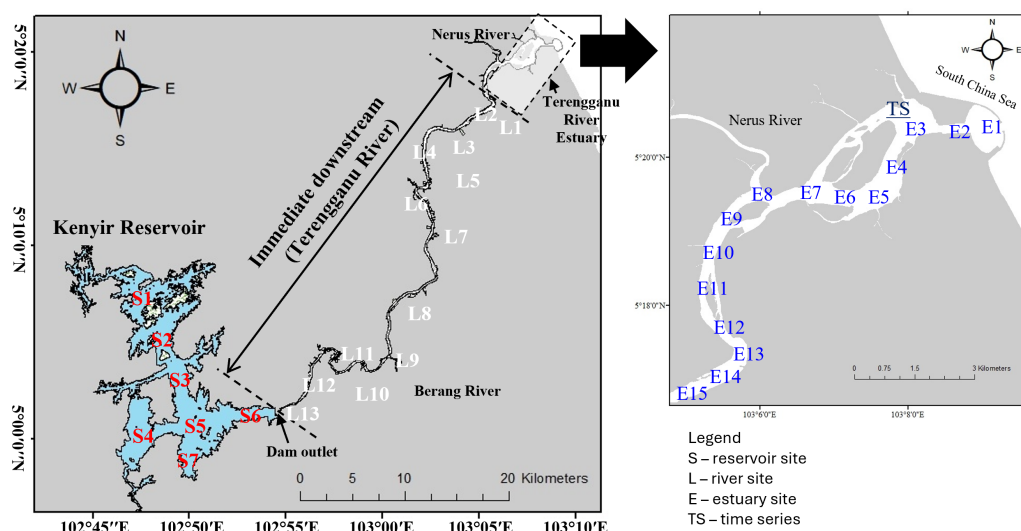 5°20'0"N
5°10'0"N
5°00'0"N
N
W
E
S
Nerus River
Terengganu
River
Estuary
Immediate downstream
(Terengganu River)
Kenyir Reservoir
L1
L2
L3
L4
L5
L6
L7
L8
L9
L10
L11
L12
L13
Berang River
S1
S2
S3
S4
S5
S6
S7
Dam outlet
0 5 10 20 Kilometers
102°45''E
102°50'E
102°55'E
103°00'E
103°05'E
103°10'E
N
W
E
S
South China Sea
Nerus River
TS
E1
E2
E3
E4
E5
E6
E7
E8
E9
E10
E11
E12
E13
E14
E15
5°20'0"N
5°18'0"N
0 0.75 1.5 3 Kilometers
103°6'0"E
103°8'0"E
Legend
S – reservoir site
L – river site
E – estuary site
TS – time series